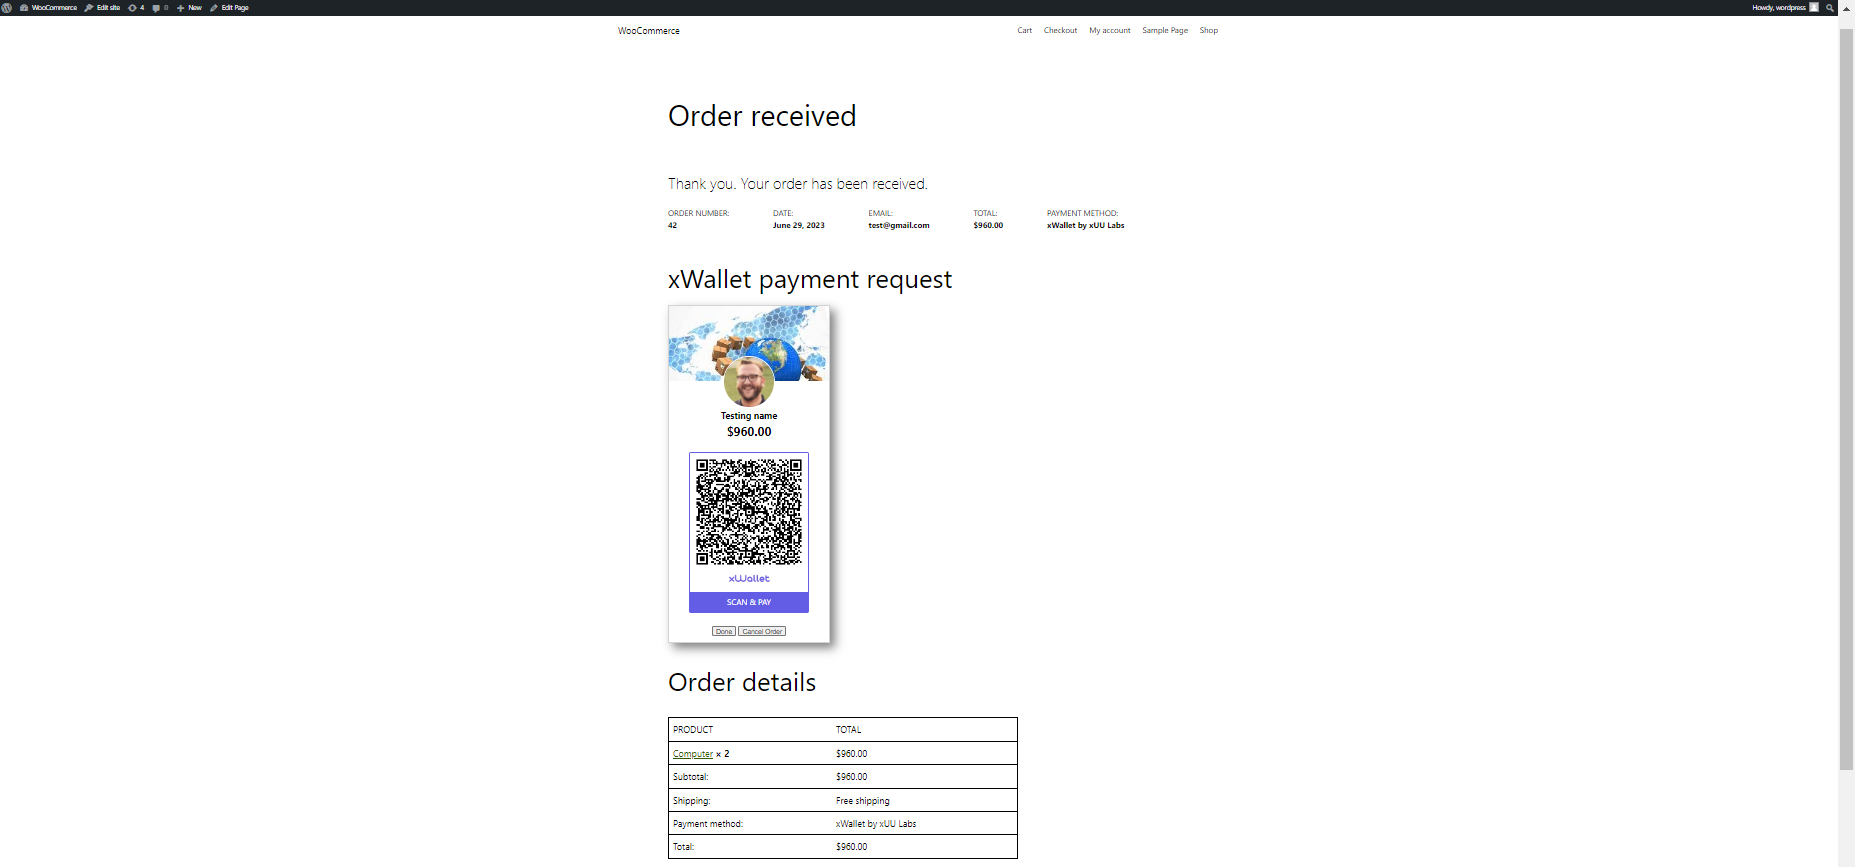 WooCommerce Edit site 4 0 New Edit Page Howdy, wordpress
WooCommerce Cart Checkout My account Sample Page Shop
Order received
Thank you. Your order has been received.
ORDER NUMBER: DATE: EMAIL: TOTAL: PAYMENT METHOD:
42 June 29, 2023 test@gmail.com $960.00 xWallet by xUU Labs
xWallet payment request
Testing name
$960.00
xWallet
SCAN & PAY
Done Cancel Order
Order details
PRODUCT TOTAL
Computer × 2 $960.00
Subtotal: $960.00
Shipping: Free shipping
Payment method: xWallet by xUU Labs
Total: $960.00